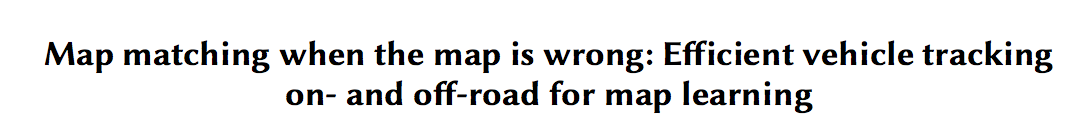 Map matching when the map is wrong: Efficient vehicle tracking
on- and off-road for map learning